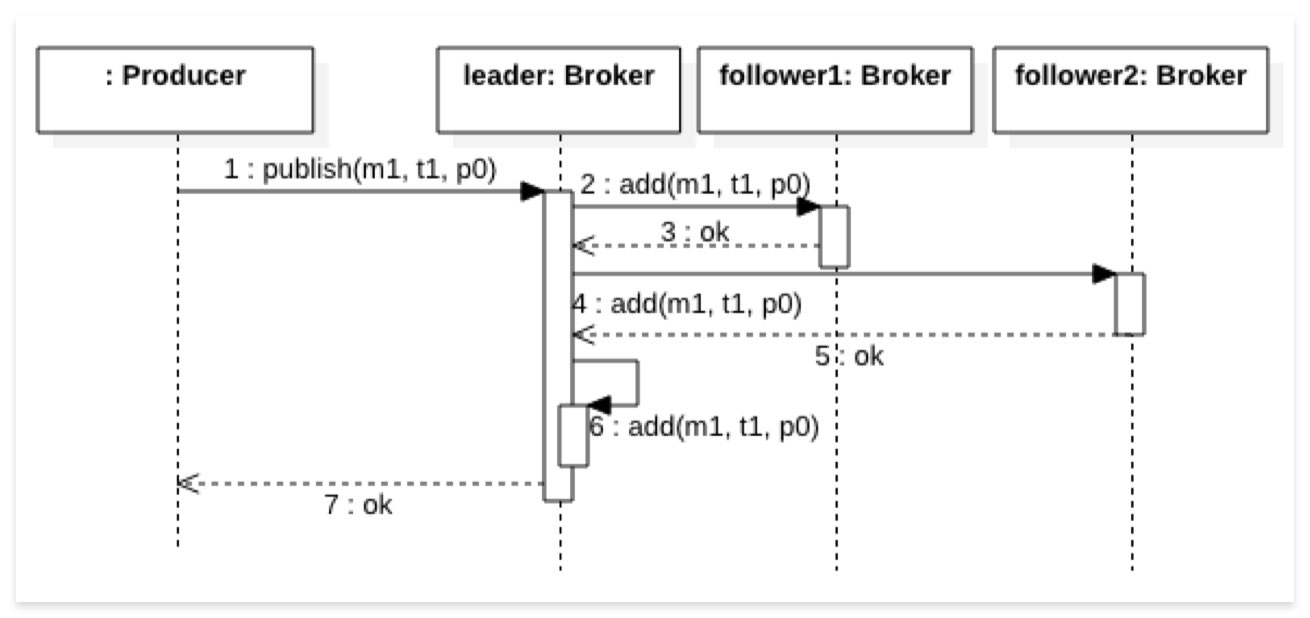 : Producer
leader: Broker
follower1: Broker
follower2: Broker
1 : publish(m1, t1, p0)
2 : add(m1, t1, p0)
3 : ok
4 : add(m1, t1, p0)
5 : ok
6 : add(m1, t1, p0)
7 : ok